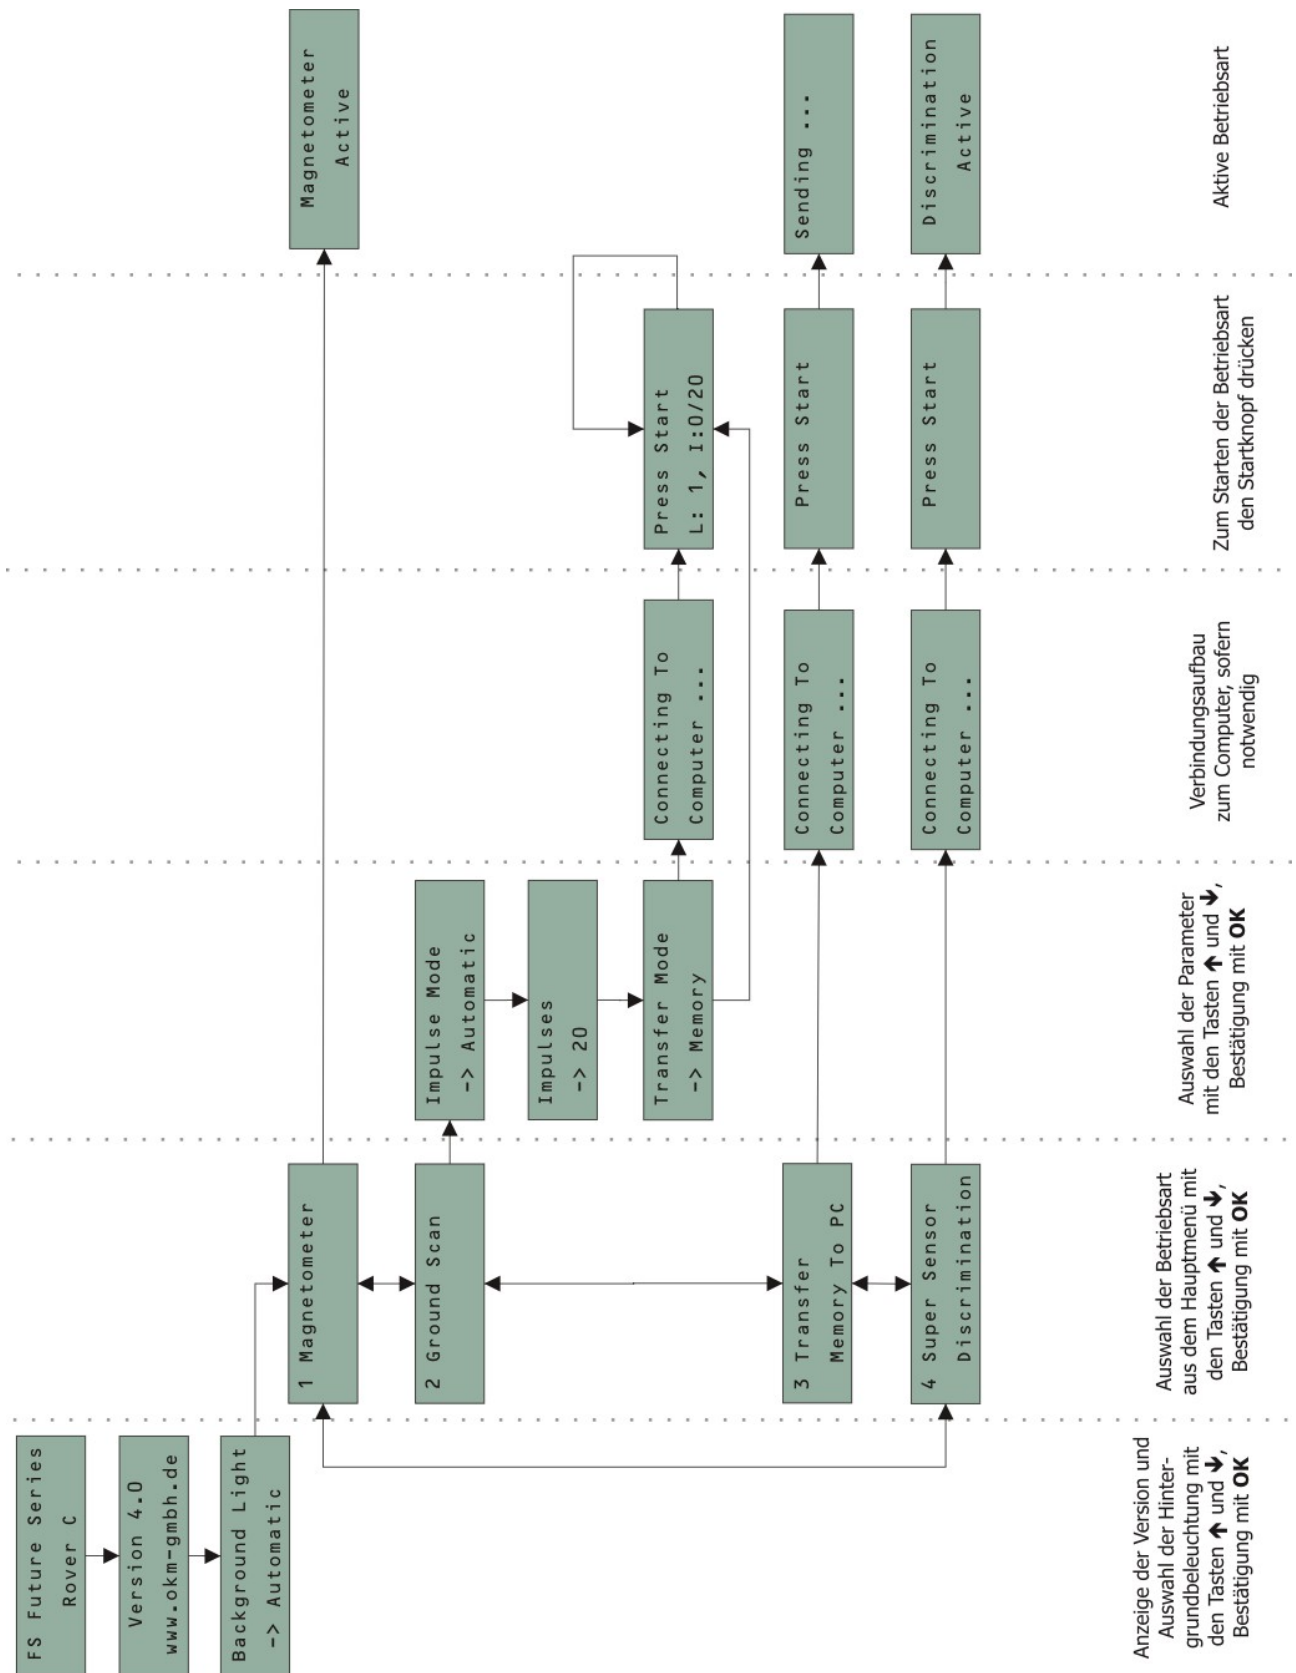 FS Future Series
Rover C
Version 4.0
www.okm-gmbh.de
Background Light
-> Automatic
1 Magnetometer
Magnetometer
Active
2 Ground Scan
Impulse Mode
-> Automatic
Impulses
-> 20
Transfer Mode
-> Memory
Connecting To
Computer ...
Press Start
L: 1, I:0/20
3 Transfer
Memory To PC
Connecting To
Computer ...
Press Start
Sending ...
4 Super Sensor
Discrimination
Connecting To
Computer ...
Press Start
Discrimination
Active
Anzeige der Version und
Auswahl der Hinter-
grundbeleuchtung mit
den Tasten ↑ und ↓,
Bestätigung mit OK
Auswahl der Betriebsart
aus dem Hauptmenü mit
den Tasten ↑ und ↓,
Bestätigung mit OK
Auswahl der Parameter
mit den Tasten ↑ und ↓,
Bestätigung mit OK
Verbindungsaufbau
zum Computer, sofern
notwendig
Zum Starten der Betriebsart
den Startknopf drücken
Aktive Betriebsart